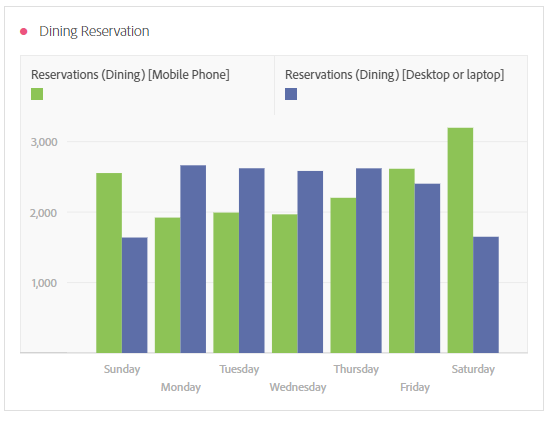 Dining Reservation
Reservations (Dining) [Mobile Phone]
Reservations (Dining) [Desktop or laptop]
3,000
2,000
1,000
Sunday
Monday
Tuesday
Wednesday
Thursday
Friday
Saturday